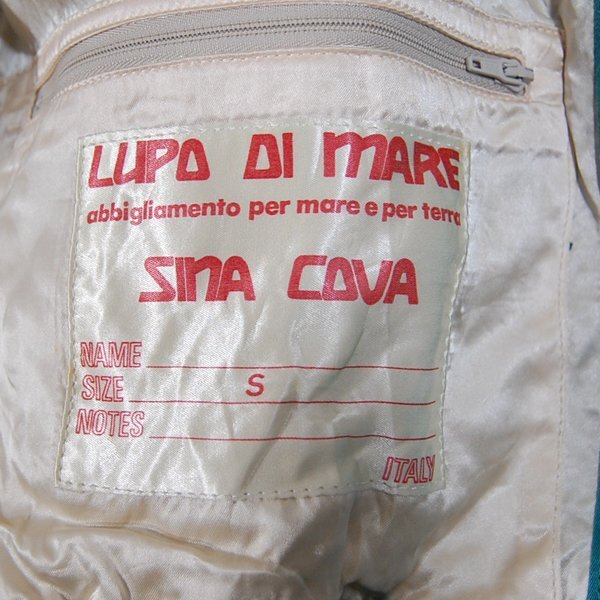 LUPO DI MARE
abbigliamento per mare e per terra
SINA COVA
NAME
SIZE S
NOTES
ITALY